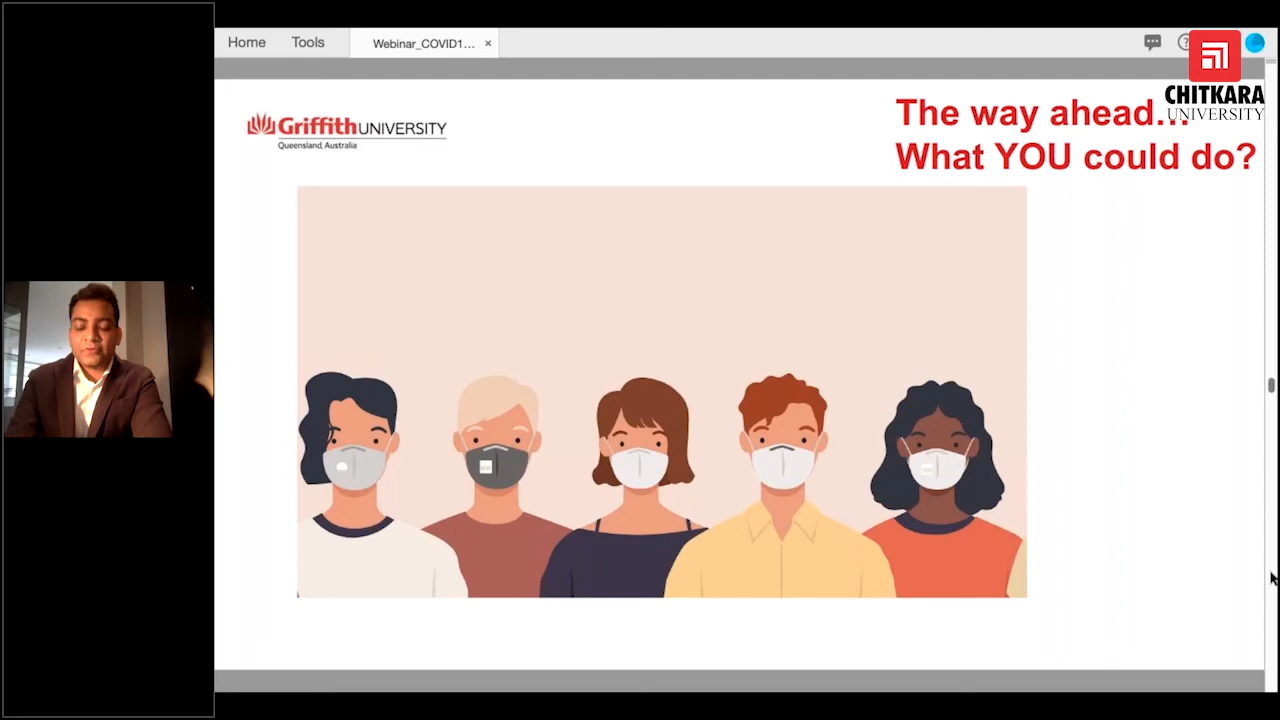 Home Tools Webinar_COVID1... ×
CHITKARA
UNIVERSITY
Griffith UNIVERSITY
Queensland, Australia
The way ahead...
What YOU could do?